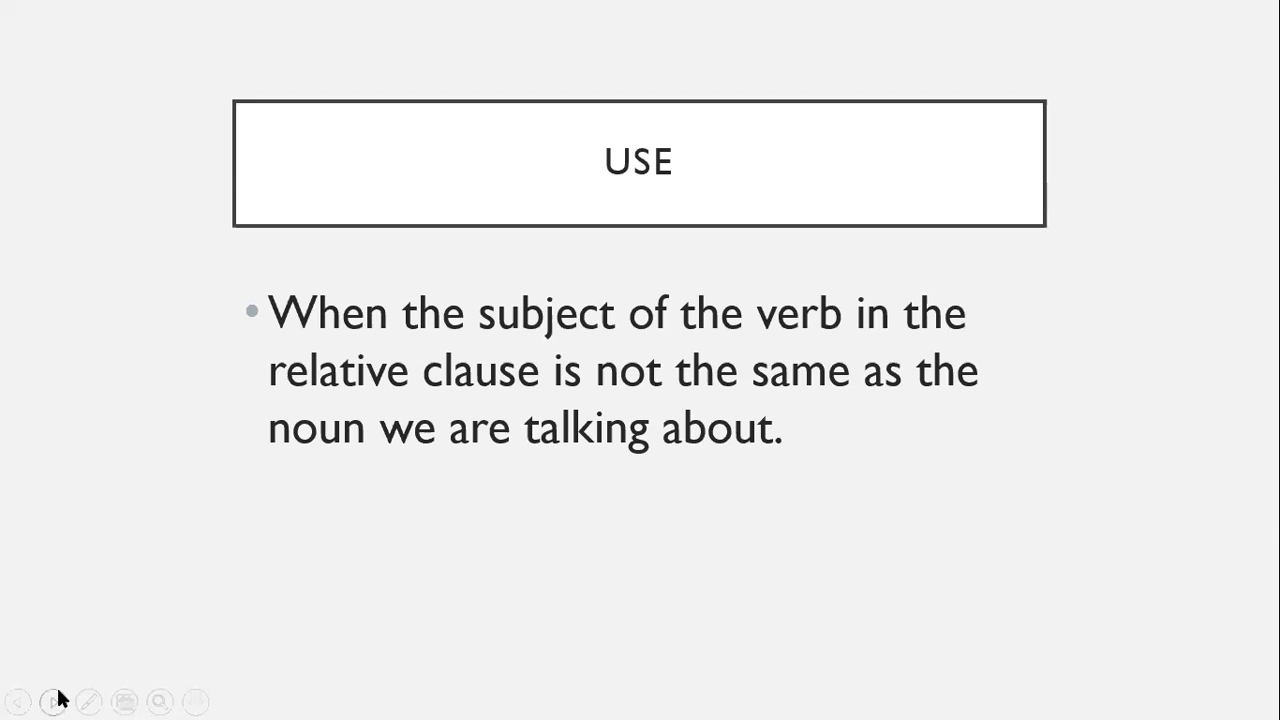 USE
• When the subject of the verb in the
relative clause is not the same as the
noun we are talking about.